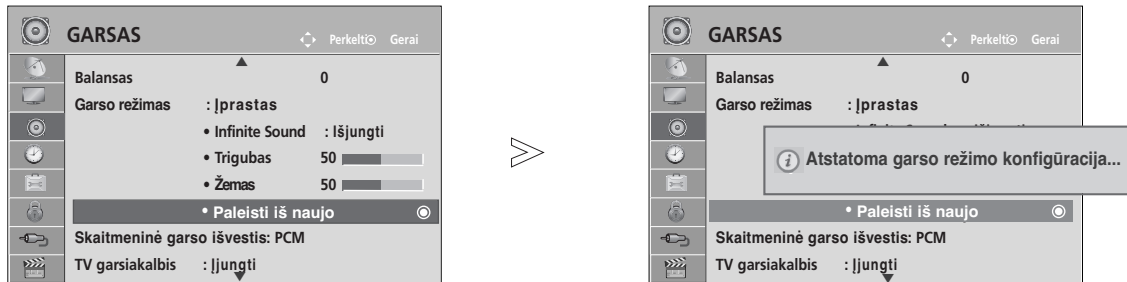 GARSAS
Perkelti Gerai
Balansas 0
Garso režimas : Įprastas
• Infinite Sound : Išjungti
• Trigubas 50
• Žemas 50
• Paleisti iš naujo
Skaitmeninė garso išvestis: PCM
TV garsiakalbis : Įjungti
>
GARSAS
Perkelti Gerai
Balansas 0
Garso režimas : Įprastas
Atstatoma garso režimo konfigūracija...
• Paleisti iš naujo
Skaitmeninė garso išvestis: PCM
TV garsiakalbis : Įjungti